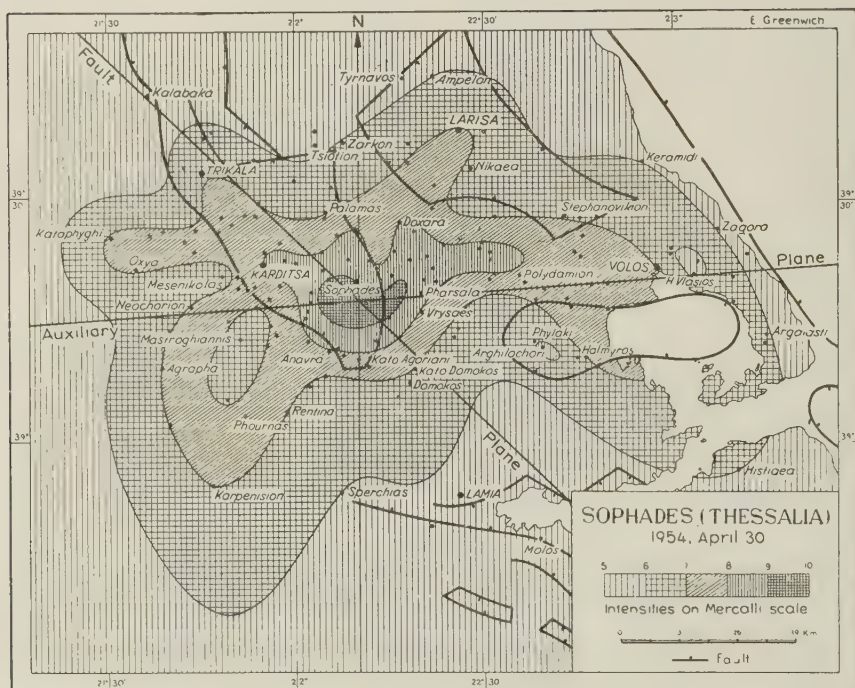 21°30' 22° N 22°30' 23° E Greenwich
Fault
Kalabaka
Tyrnavos
Ampelon
LARISA
Zarkon
Tsiotion
TRIKALA
Nikaea
Keramidi
39° 30'
39° 30'
Palamas
Stephanovikion
Kataphyghi
Doxara
Zagora
Oxya
KARDITSA
Polydamion
VOLOS
Plane
Mesenikolas
Sophades
Pharsala
H.Vlasios
Neochorion
Vrysaes
Auxiliary
Mastroghiannis
Anavra
Kato Agoriani
Phylaki
Arghilochori
Halmyros
Argalasti
Agrapha
Kato Domokos
Domokos
Rentina
Phournas
39°
39°
Plane
Karpenision
Sperchias
LAMIA
Histiaea
Molos
SOPHADES (THESSALIA)
1954, April 30
5 6 7 8 9 10
Intensities on Mercalli scale
0
Km
Fault
21°30' 22° 22°30'